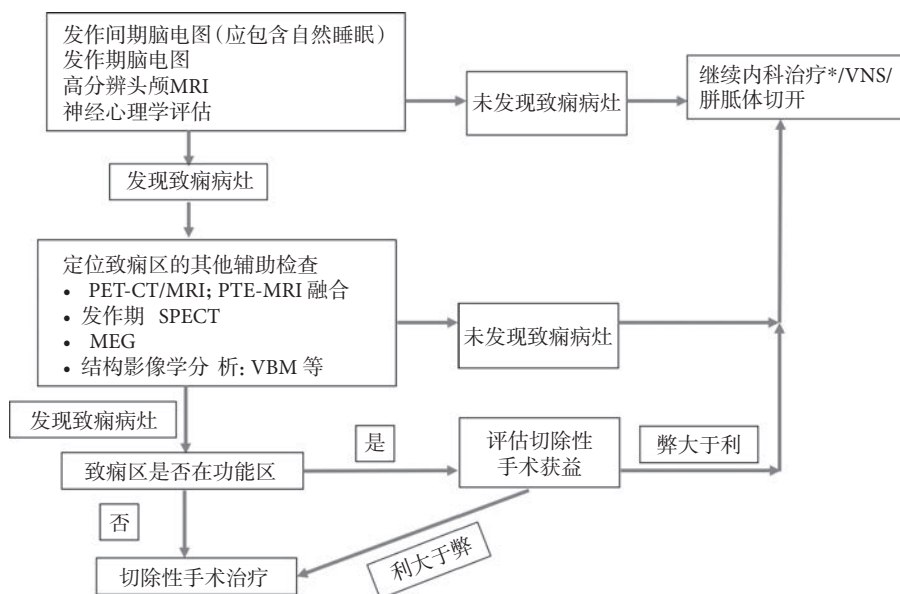 发作间期脑电图（应包含自然睡眠）
发作期脑电图
高分辨头颅MRI
神经心理学评估
未发现致痫病灶
继续内科治疗*/VNS/
胼胝体切开
发现致痫病灶
定位致痫区的其他辅助检查
• PET-CT/MRI; PTE-MRI 融合
• 发作期 SPECT
• MEG
• 结构影像学分 析: VBM 等
未发现致痫病灶
发现致痫病灶
致痫区是否在功能区
是
评估切除性
手术获益
弊大于利
否
利大于弊
切除性手术治疗